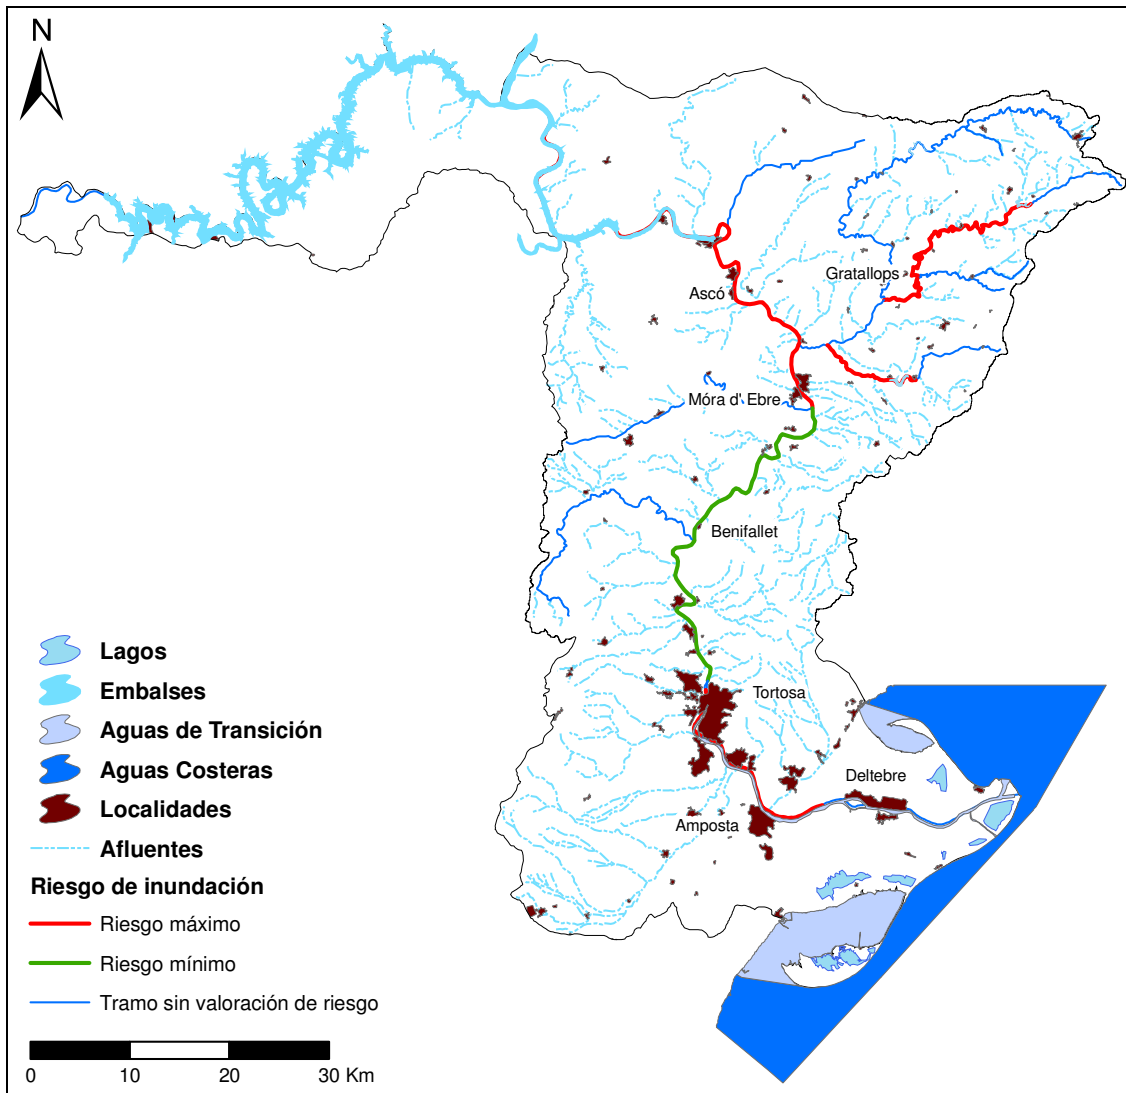 N
Gratallops
Ascó
Móra d' Ebre
Benifallet
Tortosa
Deltebre
Amposta
Lagos
Embalses
Aguas de Transición
Aguas Costeras
Localidades
Afluentes
Riesgo de inundación
Riesgo máximo
Riesgo mínimo
Tramo sin valoración de riesgo
0 10 20 30 Km